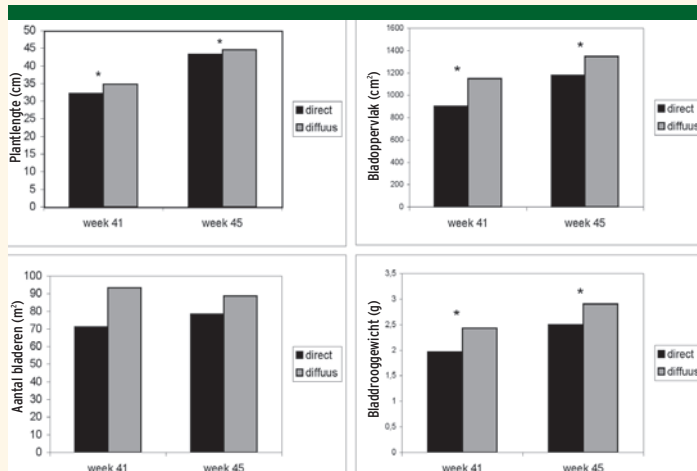 Plantlengte (cm)
50
45
40
35
30
25
20
15
10
5
0
*
*
week 41
week 45
direct
diffuus
Bladoppervlak (cm²)
1600
1400
1200
1000
800
600
400
200
0
*
*
week 41
week 45
direct
diffuus
Aantal bladeren (m²)
100
90
80
70
60
50
40
30
20
10
0
week 41
week 45
direct
diffuus
Bladdrooggewicht (g)
3,5
3
2,5
2
1,5
1
0,5
0
*
*
week 41
week 45
direct
diffuus